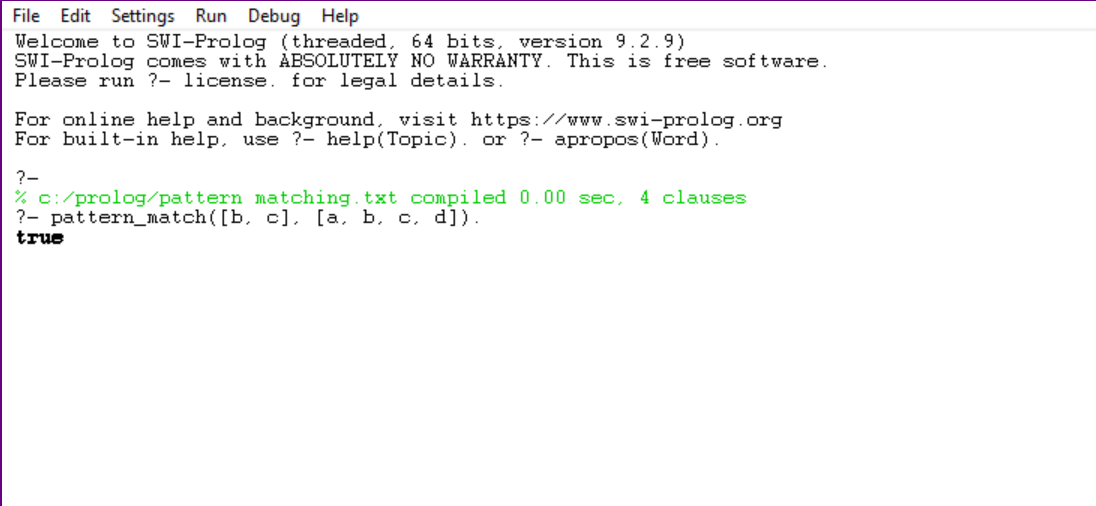 File Edit Settings Run Debug Help
Welcome to SWI-Prolog (threaded, 64 bits, version 9.2.9)
SWI-Prolog comes with ABSOLUTELY NO WARRANTY. This is free software.
Please run ?- license. for legal details.
For online help and background, visit https://www.swi-prolog.org
For built-in help, use ?- help(Topic). or ?- apropos(Word).
?-
% c:/prolog/pattern matching.txt compiled 0.00 sec, 4 clauses
?- pattern_match([b, c], [a, b, c, d]).
true